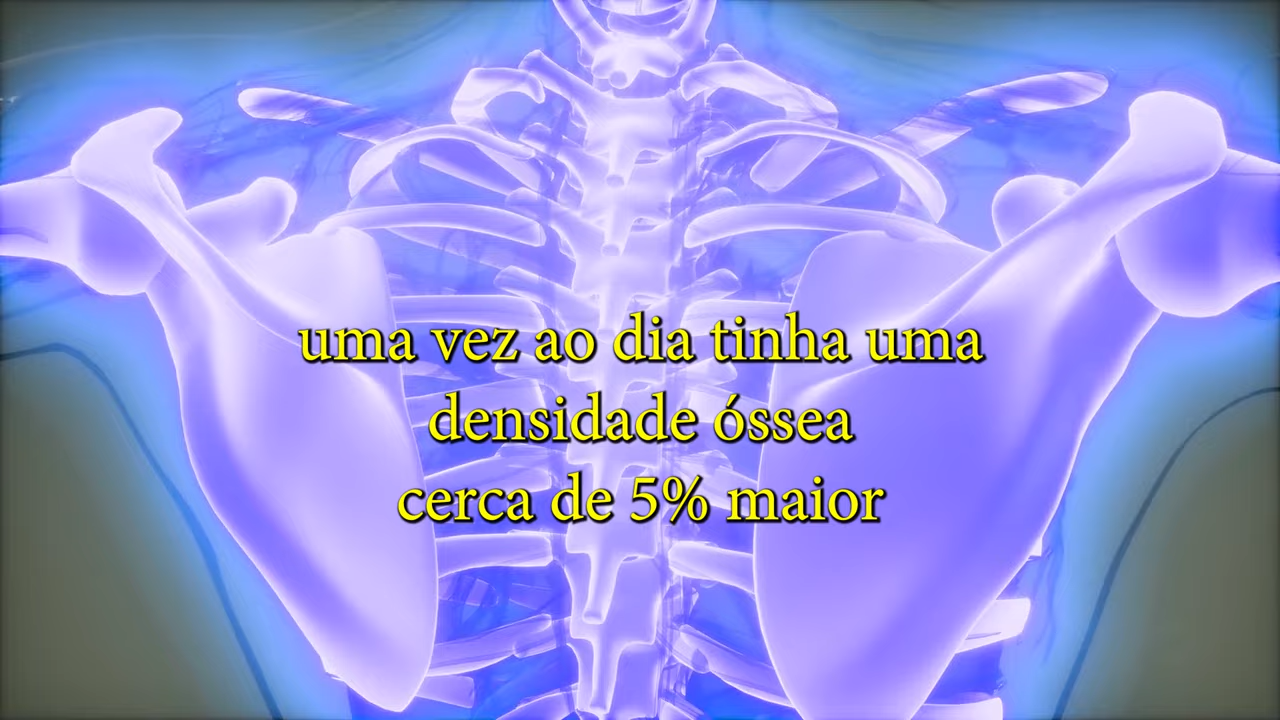 uma vez ao dia tinha uma
densidade óssea
cerca de 5% maior